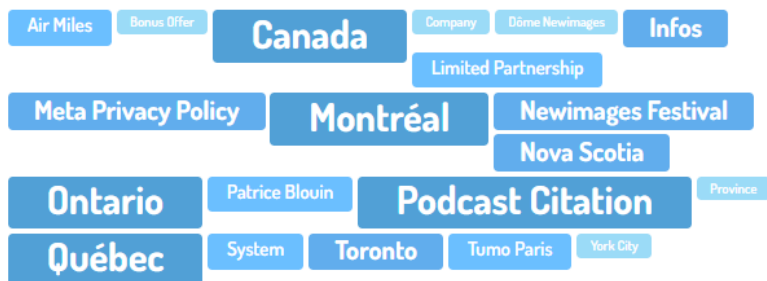 Air Miles Bonus Offer Canada Company Dôme Newimages Infos
Limited Partnership
Meta Privacy Policy Montréal Newimages Festival
Nova Scotia
Ontario Patrice Blouin Podcast Citation Province
Québec System Toronto Tumo Paris York City